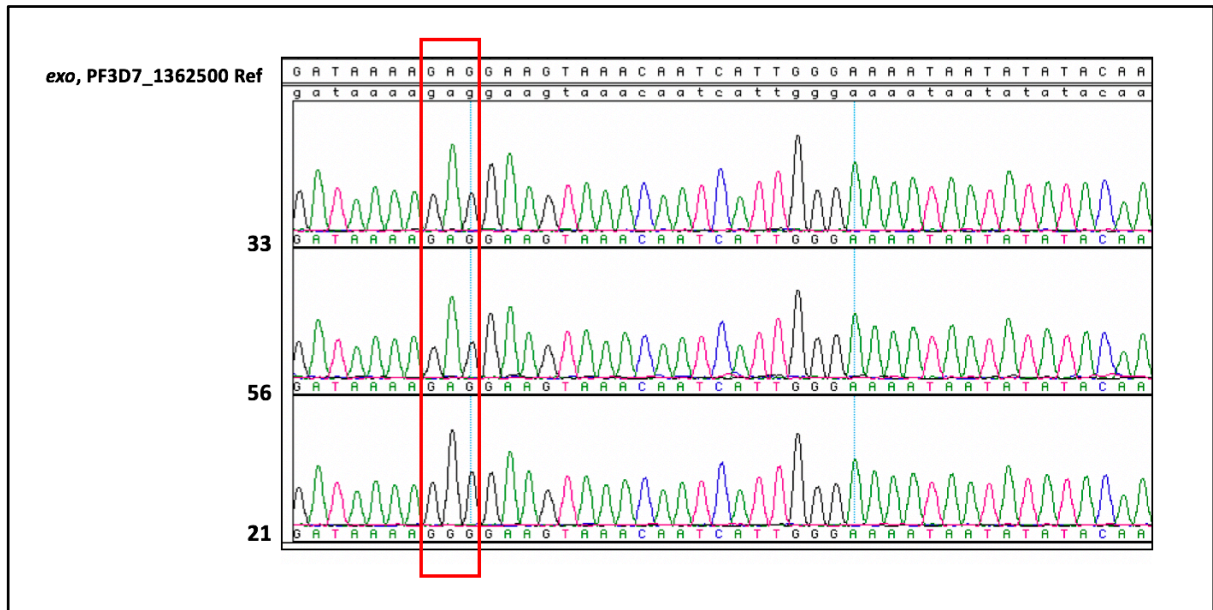 exo, PF3D7_1362500 Ref
G A T A A A A G A G G A A G T A A A C A A T C A T T G G G A A A A T A A T A T A T A C A A
g a t a a a a g a g g a a g t a a a c a a t c a t t g g g a a a a t a a t a t a t a c a a
33
G A T A A A A G A G G A A G T A A A C A A T C A T T G G G A A A A T A A T A T A T A C A A
56
G A T A A A A G A G G A A G T A A A C A A T C A T T G G G A A A A T A A T A T A T A C A A
21
G A T A A A A G G G G A A G T A A A C A A T C A T T G G G A A A A T A A T A T A T A C A A